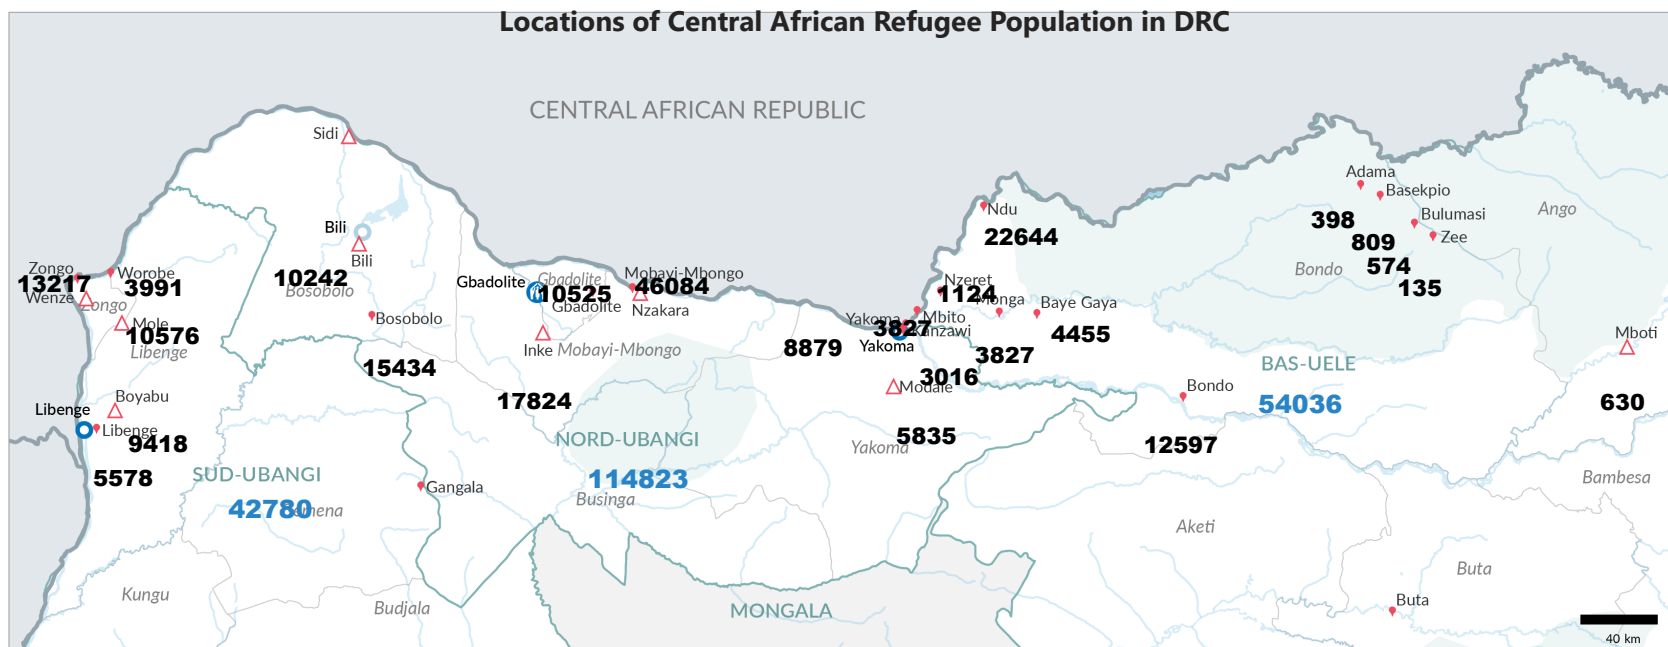 Locations of Central African Refugee Population in DRC
CENTRAL AFRICAN REPUBLIC
Sidi
Adama
Basekpio
Ndu
Bulumasi
Ango
398
Zee
22644
809
Bili
Bili
574
Bondo
135
Zongo
Worobe
13217
3991
Wenze
Zongo
10242
Bosobolo
Gbadolite
Gbadolite
10525
Gbadolite
Mobayi-Mbongo
46084
Nzakara
Nzeret
1124
Monga
Baye Gaya
4455
Mole
10576
Libenge
Bosobolo
Yakoma
Mbito
3827
Kanzawi
Yakoma
Mboti
Inke
Mobayi-Mbongo
8879
3827
BAS-UELE
54036
15434
3016
Modale
Bondo
630
Boyabu
17824
Libenge
Libenge
9418
5578
NORD-UBANGI
114823
5835
Yakoma
12597
SUD-UBANGI
42780
Gemena
Gangala
Businga
Bambesa
Aketi
Kungu
Budjala
MONGALA
Buta
Buta
40 km